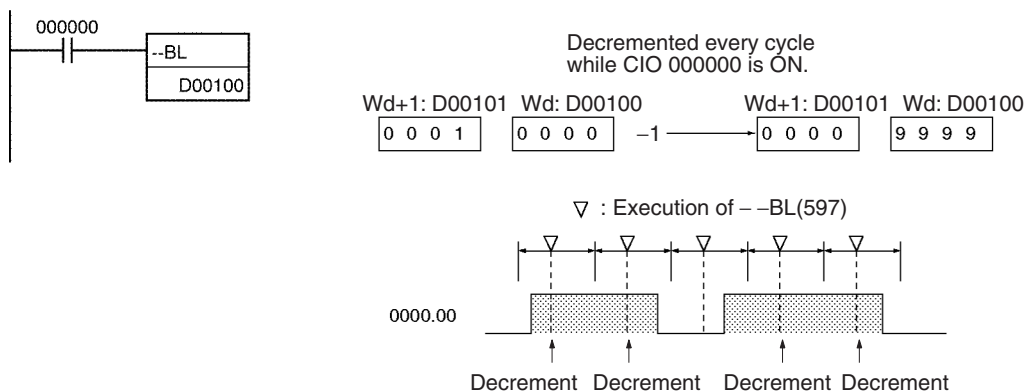 000000
--BL
D00100
Decremented every cycle
while CIO 000000 is ON.
Wd+1: D00101 Wd: D00100 Wd+1: D00101 Wd: D00100
0 0 0 1 0 0 0 0 −1 0 0 0 0 9 9 9 9
: Execution of – –BL(597)
0000.00
Decrement Decrement Decrement Decrement